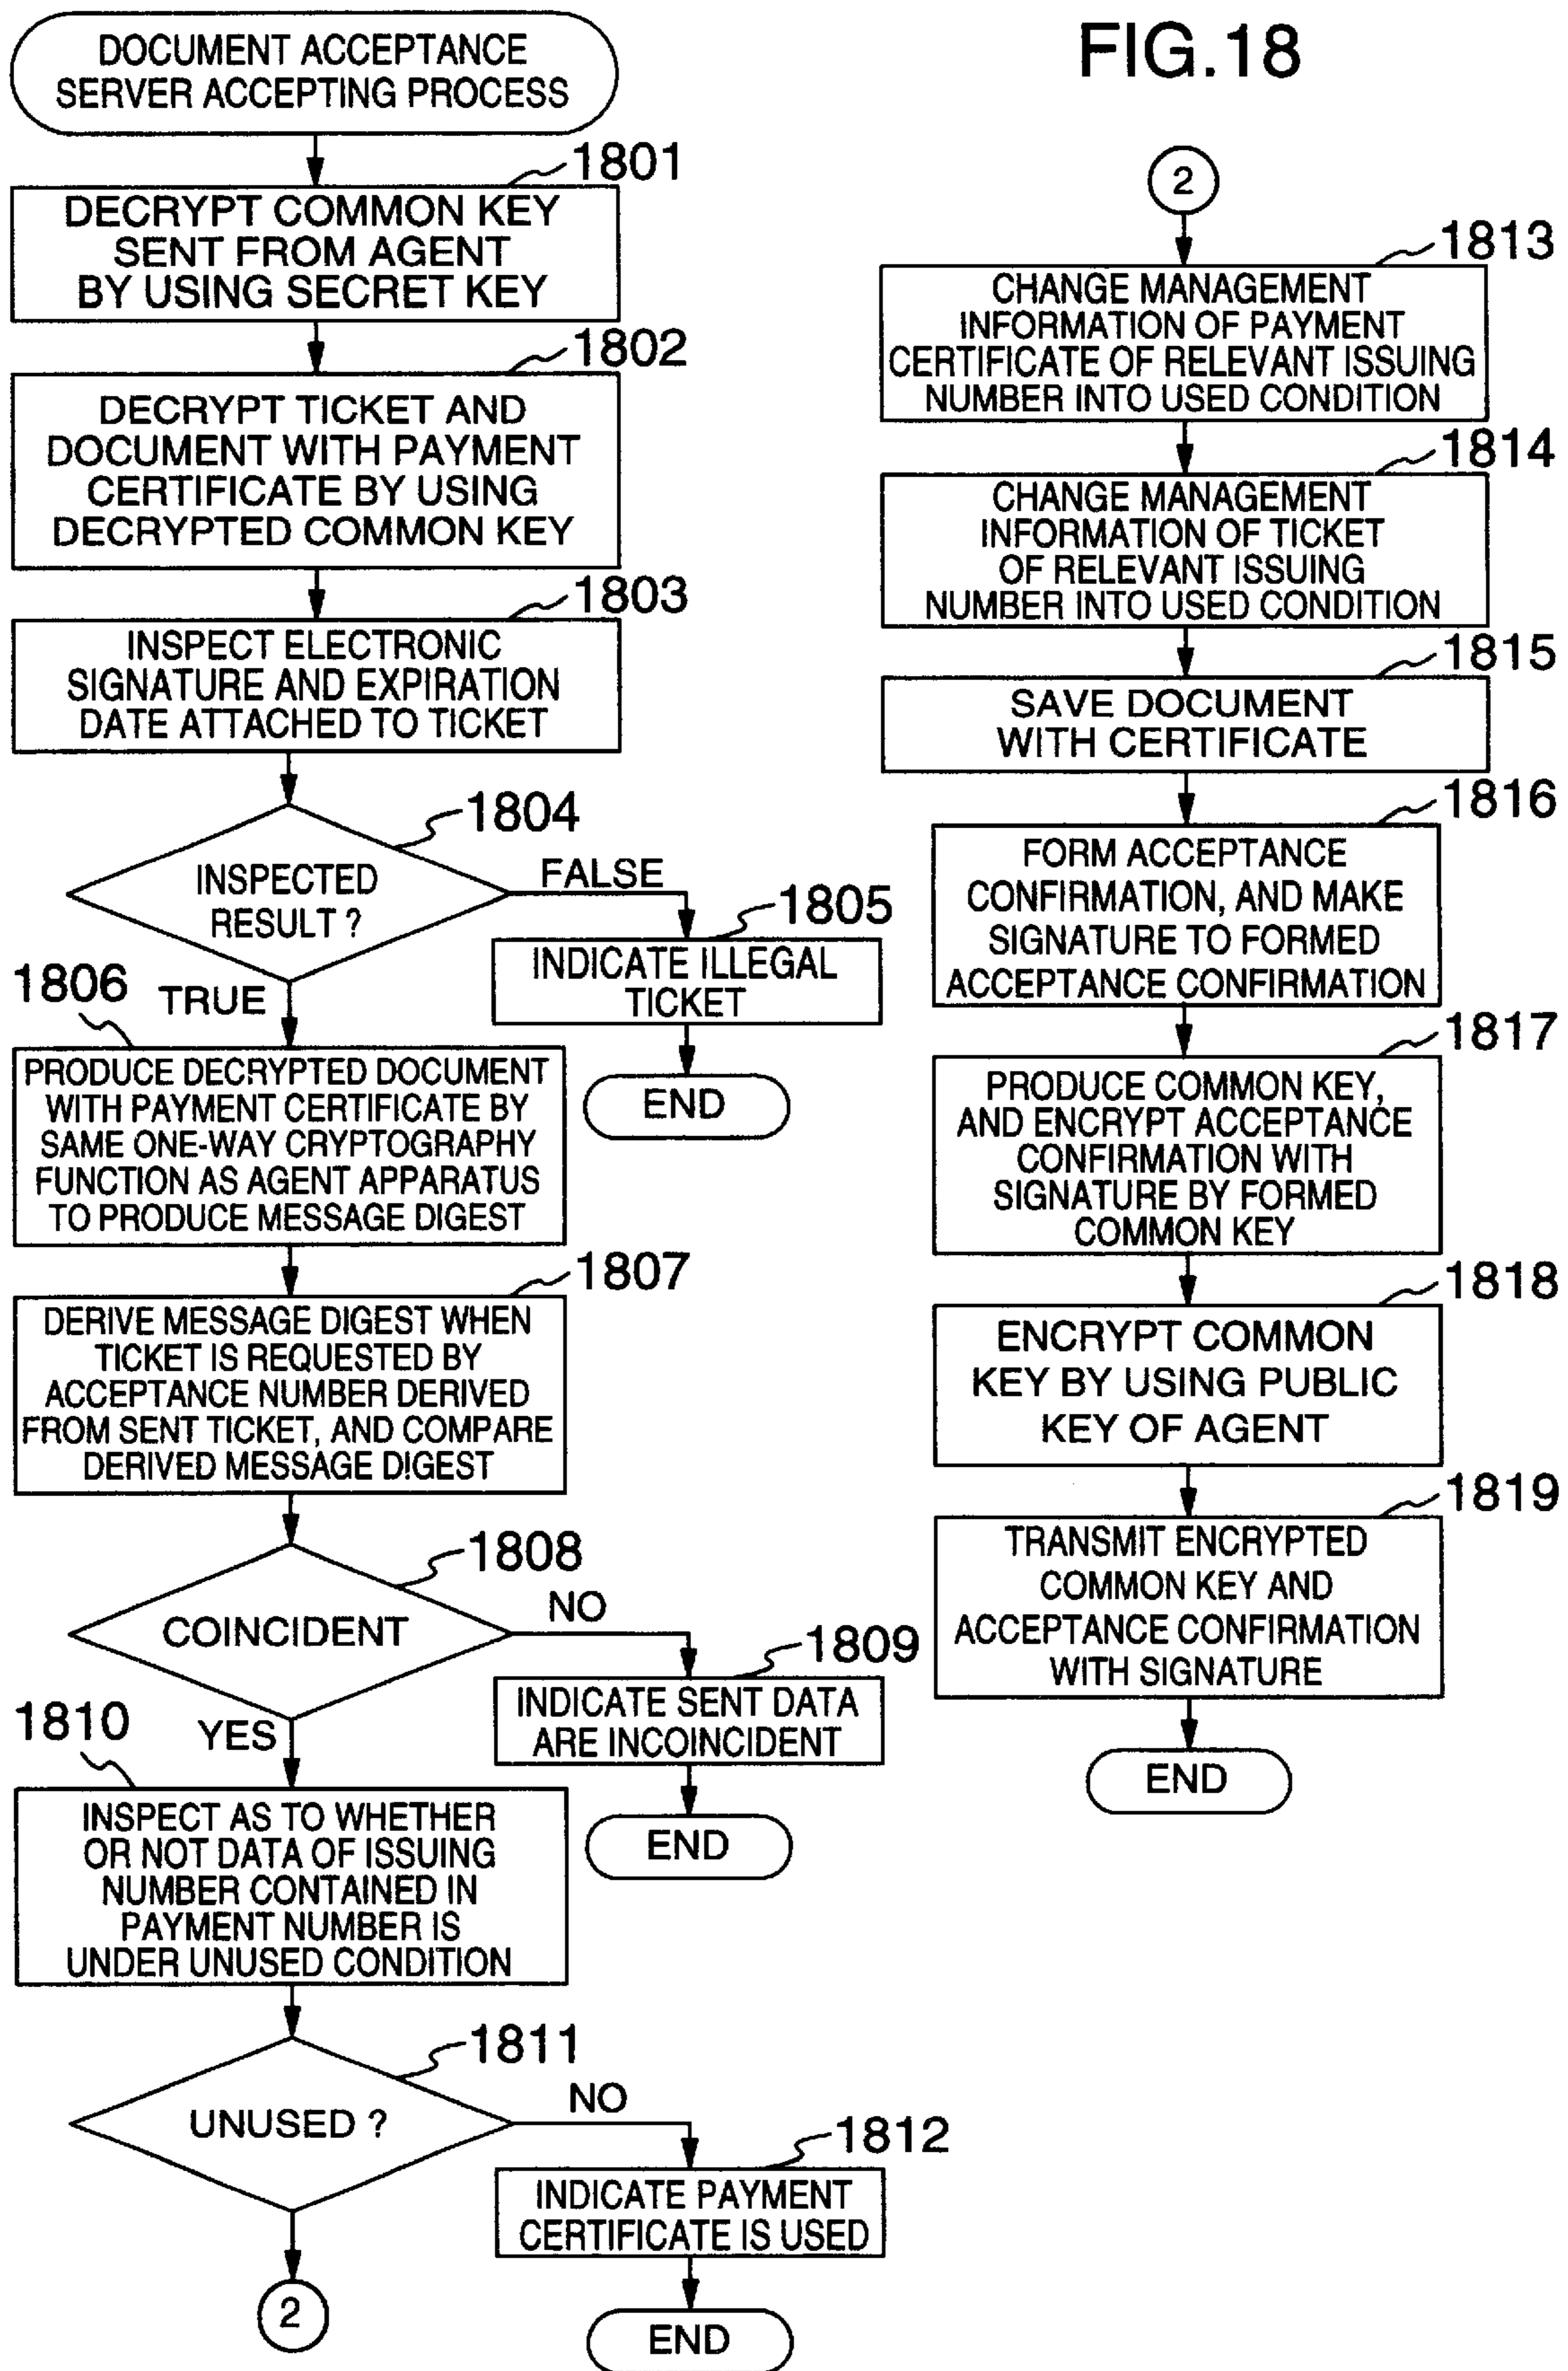 FIG.18
DOCUMENT ACCEPTANCE
SERVER ACCEPTING PROCESS
1801
DECRYPT COMMON KEY
SENT FROM AGENT
BY USING SECRET KEY
1802
DECRYPT TICKET AND
DOCUMENT WITH PAYMENT
CERTIFICATE BY USING
DECRYPTED COMMON KEY
1803
INSPECT ELECTRONIC
SIGNATURE AND EXPIRATION
DATE ATTACHED TO TICKET
1804
INSPECTED
RESULT ?
FALSE
1805
INDICATE ILLEGAL
TICKET
END
TRUE
1806
PRODUCE DECRYPTED DOCUMENT
WITH PAYMENT CERTIFICATE BY
SAME ONE-WAY CRYPTOGRAPHY
FUNCTION AS AGENT APPARATUS
TO PRODUCE MESSAGE DIGEST
1807
DERIVE MESSAGE DIGEST WHEN
TICKET IS REQUESTED BY
ACCEPTANCE NUMBER DERIVED
FROM SENT TICKET, AND COMPARE
DERIVED MESSAGE DIGEST
1808
COINCIDENT
NO
1809
INDICATE SENT DATA
ARE INCOINCIDENT
END
YES
1810
INSPECT AS TO WHETHER
OR NOT DATA OF ISSUING
NUMBER CONTAINED IN
PAYMENT NUMBER IS
UNDER UNUSED CONDITION
1811
UNUSED ?
NO
1812
INDICATE PAYMENT
CERTIFICATE IS USED
END
2
2
1813
CHANGE MANAGEMENT
INFORMATION OF PAYMENT
CERTIFICATE OF RELEVANT ISSUING
NUMBER INTO USED CONDITION
1814
CHANGE MANAGEMENT
INFORMATION OF TICKET
OF RELEVANT ISSUING
NUMBER INTO USED CONDITION
1815
SAVE DOCUMENT
WITH CERTIFICATE
1816
FORM ACCEPTANCE
CONFIRMATION, AND MAKE
SIGNATURE TO FORMED
ACCEPTANCE CONFIRMATION
1817
PRODUCE COMMON KEY,
AND ENCRYPT ACCEPTANCE
CONFIRMATION WITH
SIGNATURE BY FORMED
COMMON KEY
1818
ENCRYPT COMMON
KEY BY USING PUBLIC
KEY OF AGENT
1819
TRANSMIT ENCRYPTED
COMMON KEY AND
ACCEPTANCE CONFIRMATION
WITH SIGNATURE
END